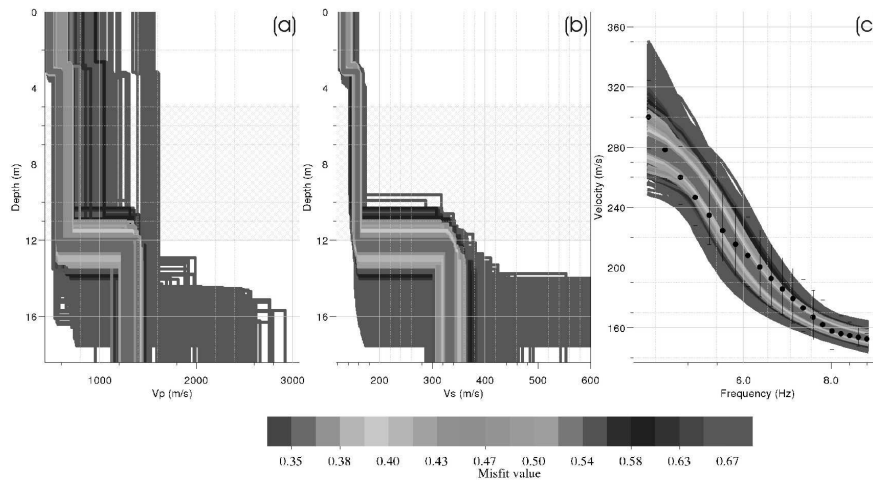 (a)
0
4
8
12
16
Depth (m)
1000 2000 3000
Vp (m/s)
(b)
0
4
8
12
16
Depth (m)
200 300 400 500 600
Vs (m/s)
(c)
360
320
280
240
200
160
Velocity (m/s)
6.0 8.0
Frequency (Hz)
0.35 0.38 0.40 0.43 0.47 0.50 0.54 0.58 0.63 0.67
Misfit value